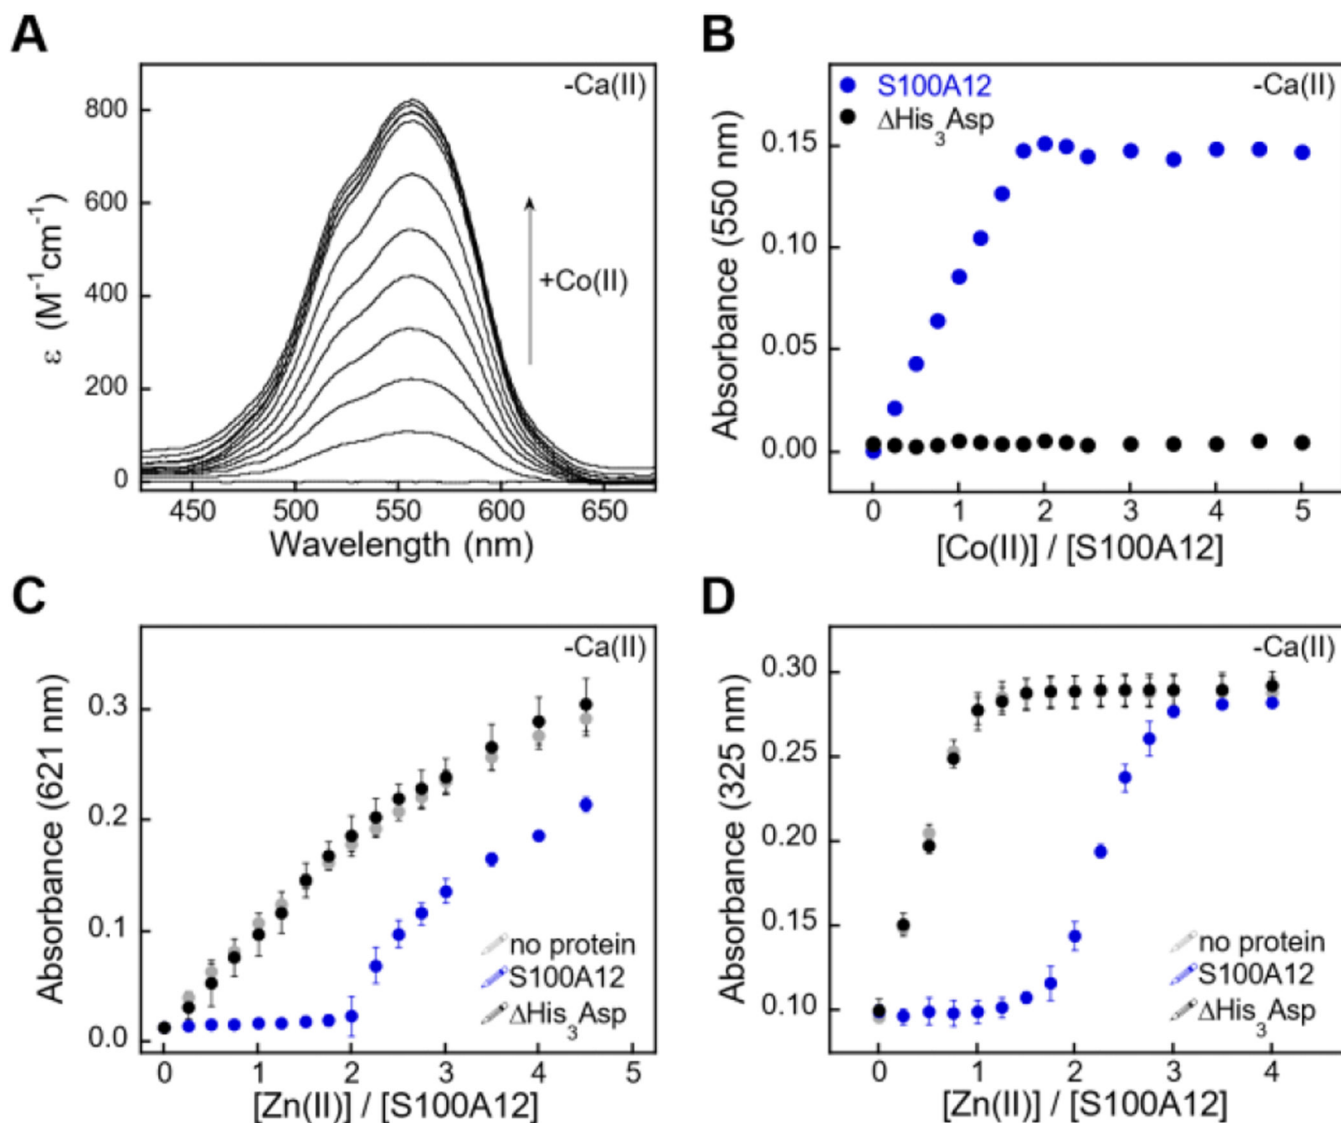 A
-Ca(II)
800
600
400
200
0
ε (M⁻¹cm⁻¹)
+Co(II)
450 500 550 600 650
Wavelength (nm)
B
-Ca(II)
S100A12
ΔHis₃Asp
0.15
0.10
0.05
0.00
Absorbance (550 nm)
0 1 2 3 4 5
[Co(II)] / [S100A12]
C
-Ca(II)
0.3
0.2
0.1
0.0
Absorbance (621 nm)
no protein
S100A12
ΔHis₃Asp
0 1 2 3 4 5
[Zn(II)] / [S100A12]
D
-Ca(II)
0.30
0.25
0.20
0.15
0.10
Absorbance (325 nm)
no protein
S100A12
ΔHis₃Asp
0 1 2 3 4
[Zn(II)] / [S100A12]